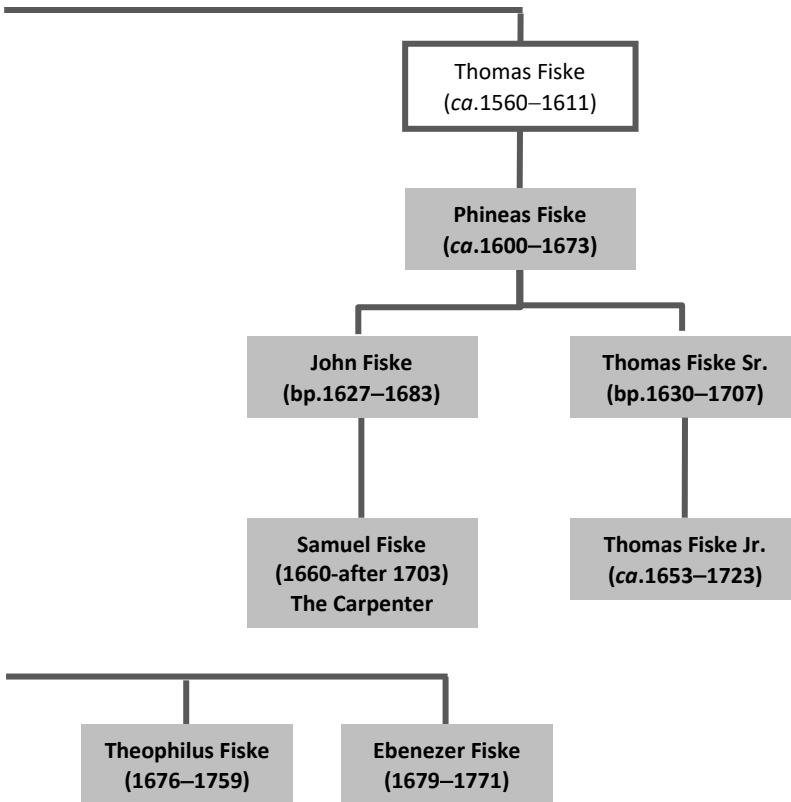 Thomas Fiske
(ca.1560–1611)
Phineas Fiske
(ca.1600–1673)
John Fiske
(bp.1627–1683)
Thomas Fiske Sr.
(bp.1630–1707)
Samuel Fiske
(1660-after 1703)
The Carpenter
Thomas Fiske Jr.
(ca.1653–1723)
Theophilus Fiske
(1676–1759)
Ebenezer Fiske
(1679–1771)